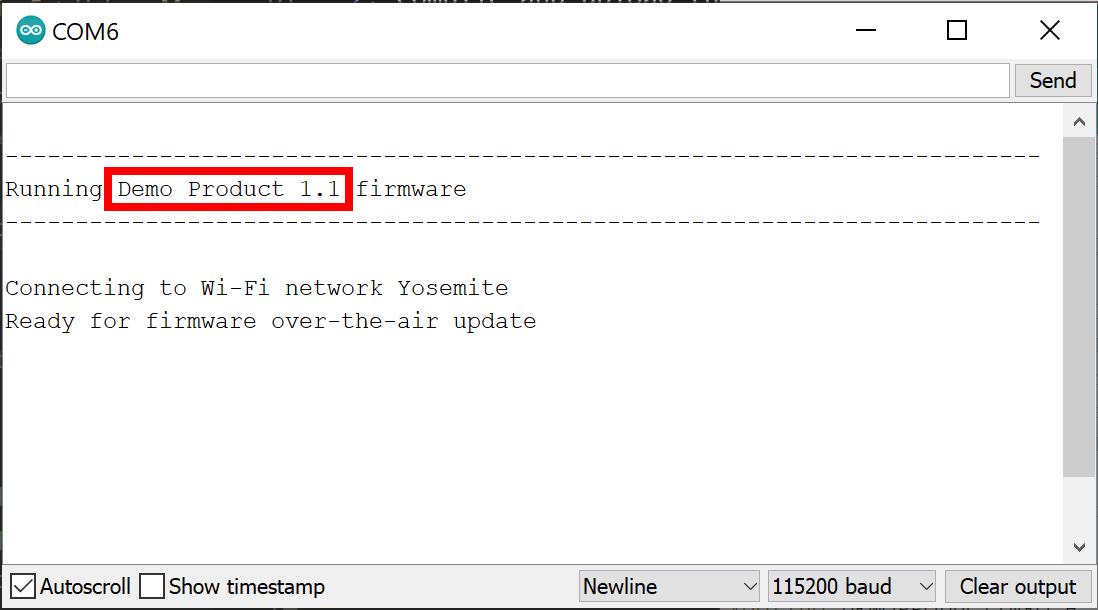 COM6
Send
--------------------------------------------------------------------------
Running Demo Product 1.1 firmware
--------------------------------------------------------------------------
Connecting to Wi-Fi network Yosemite
Ready for firmware over-the-air update
Autoscroll Show timestamp Newline 115200 baud Clear output